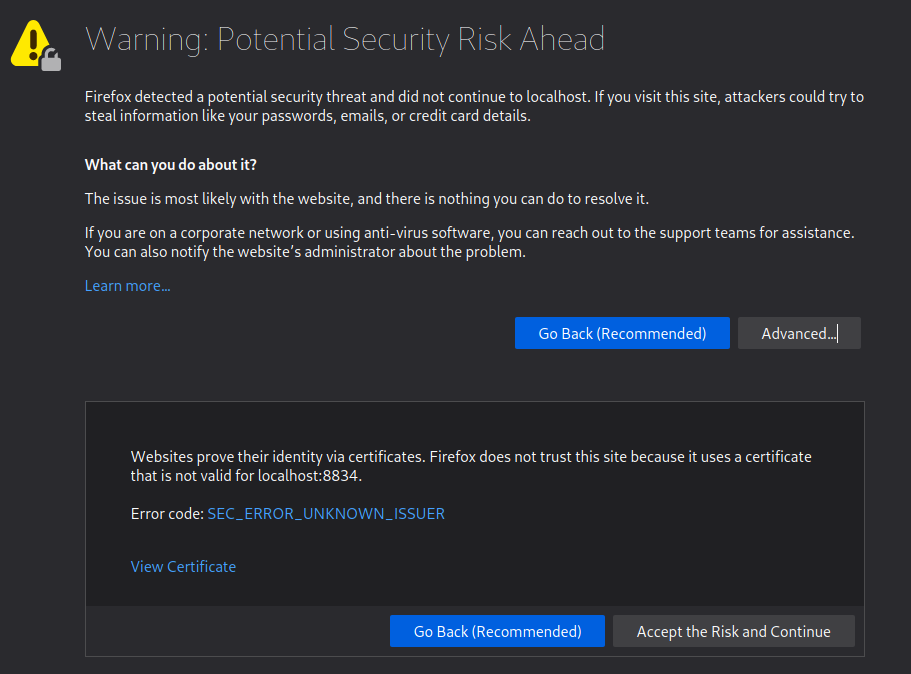 Warning: Potential Security Risk Ahead
Firefox detected a potential security threat and did not continue to localhost. If you visit this site, attackers could try to
steal information like your passwords, emails, or credit card details.
What can you do about it?
The issue is most likely with the website, and there is nothing you can do to resolve it.
If you are on a corporate network or using anti-virus software, you can reach out to the support teams for assistance.
You can also notify the website’s administrator about the problem.
Learn more…
Go Back (Recommended)
Advanced…
Websites prove their identity via certificates. Firefox does not trust this site because it uses a certificate
that is not valid for localhost:8834.
Error code: SEC_ERROR_UNKNOWN_ISSUER
View Certificate
Go Back (Recommended)
Accept the Risk and Continue